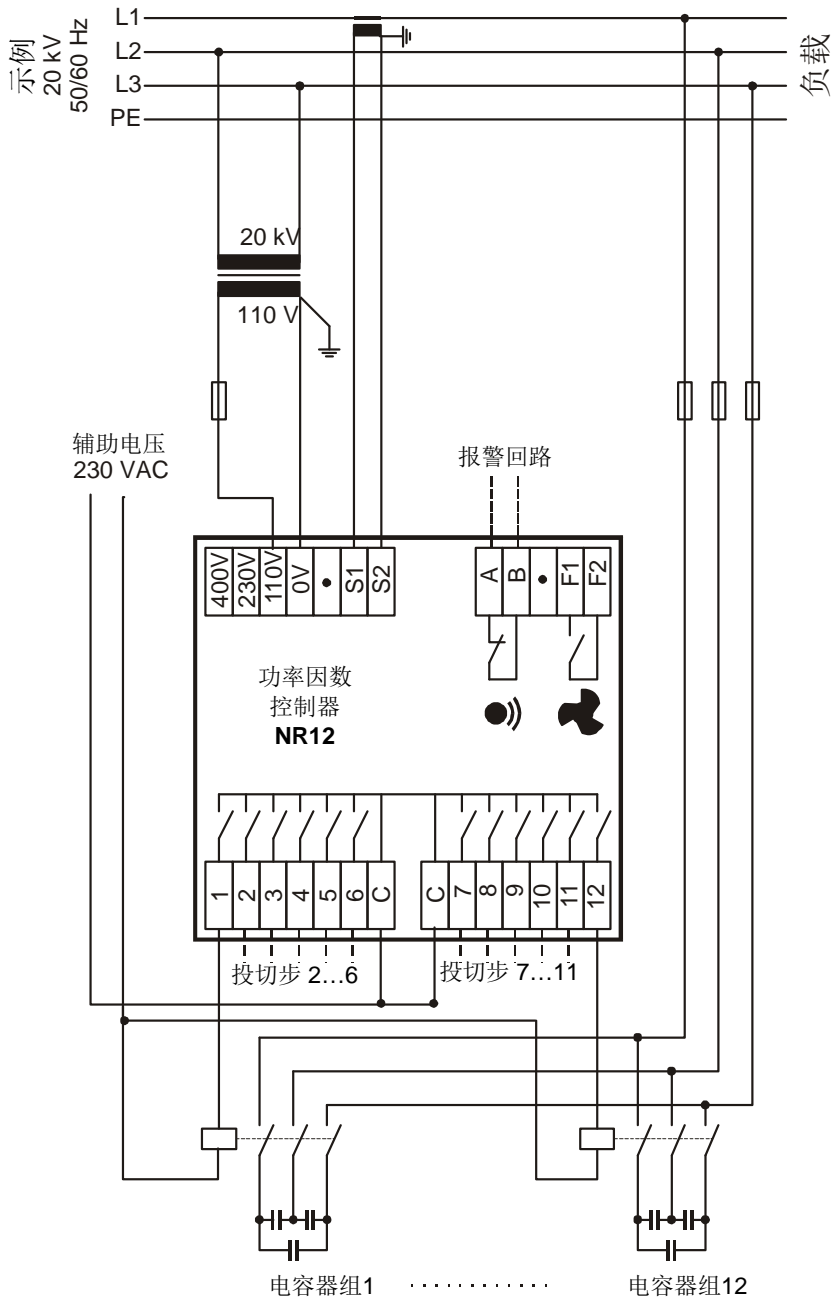 示例
20 kV
50/60 Hz
L1
L2
L3
PE
负载
20 kV
110 V
辅助电压
230 VAC
报警回路
400V
230V
110V
0V
•
S1
S2
A
B
•
F1
F2
功率因数
控制器
NR12
1
2
3
4
5
6
C
C
7
8
9
10
11
12
投切步 2...6
投切步 7...11
电容器组1 ..............
电容器组12